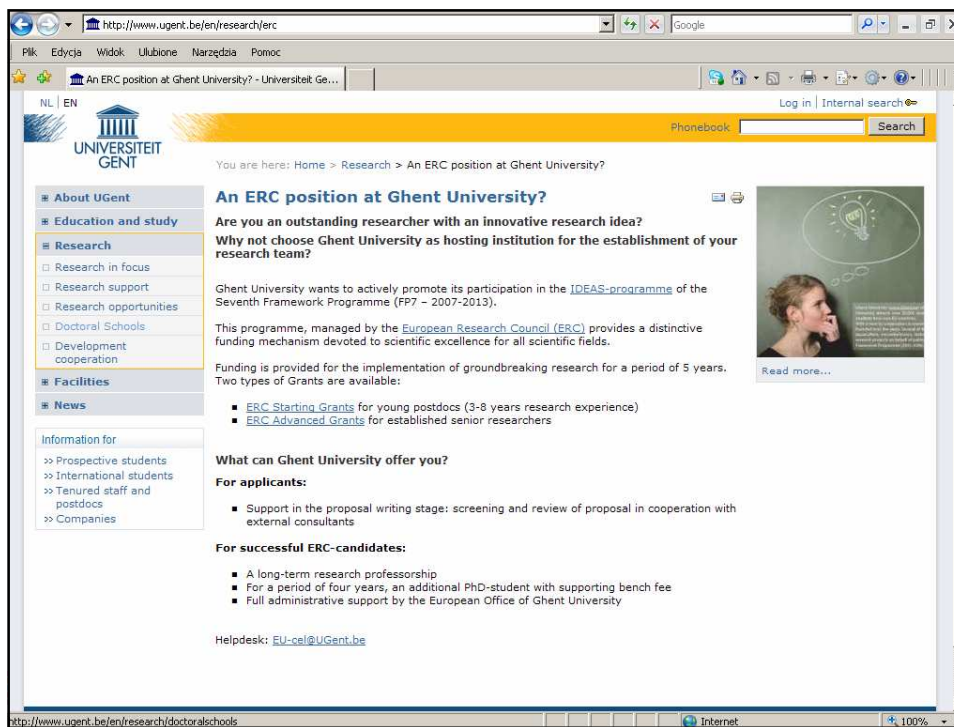 http://www.ugent.be/en/research/erc
Google
Plik Edycja Widok Ulubione Narzędzia Pomoc
An ERC position at Ghent University? - Universiteit Ge...
NL | EN
Log in | Internal search
Phonebook
Search
UNIVERSITEIT
GENT
You are here: Home > Research > An ERC position at Ghent University?
About UGent
Education and study
Research
Research in focus
Research support
Research opportunities
Doctoral Schools
Development
cooperation
Facilities
News
Information for
>> Prospective students
>> International students
>> Tenured staff and
postdocs
>> Companies
An ERC position at Ghent University?
Are you an outstanding researcher with an innovative research idea?
Why not choose Ghent University as hosting institution for the establishment of your
research team?
Ghent University wants to actively promote its participation in the IDEAS-programme of the
Seventh Framework Programme (FP7 – 2007-2013).
This programme, managed by the European Research Council (ERC) provides a distinctive
funding mechanism devoted to scientific excellence for all scientific fields.
Funding is provided for the implementation of groundbreaking research for a period of 5 years.
Two types of Grants are available:
ERC Starting Grants for young postdocs (3-8 years research experience)
ERC Advanced Grants for established senior researchers
What can Ghent University offer you?
For applicants:
Support in the proposal writing stage: screening and review of proposal in cooperation with
external consultants
For successful ERC-candidates:
A long-term research professorship
For a period of four years, an additional PhD-student with supporting bench fee
Full administrative support by the European Office of Ghent University
Helpdesk: EU-cel@UGent.be
Read more...
http://www.ugent.be/en/research/doctoralschools
Internet
100%